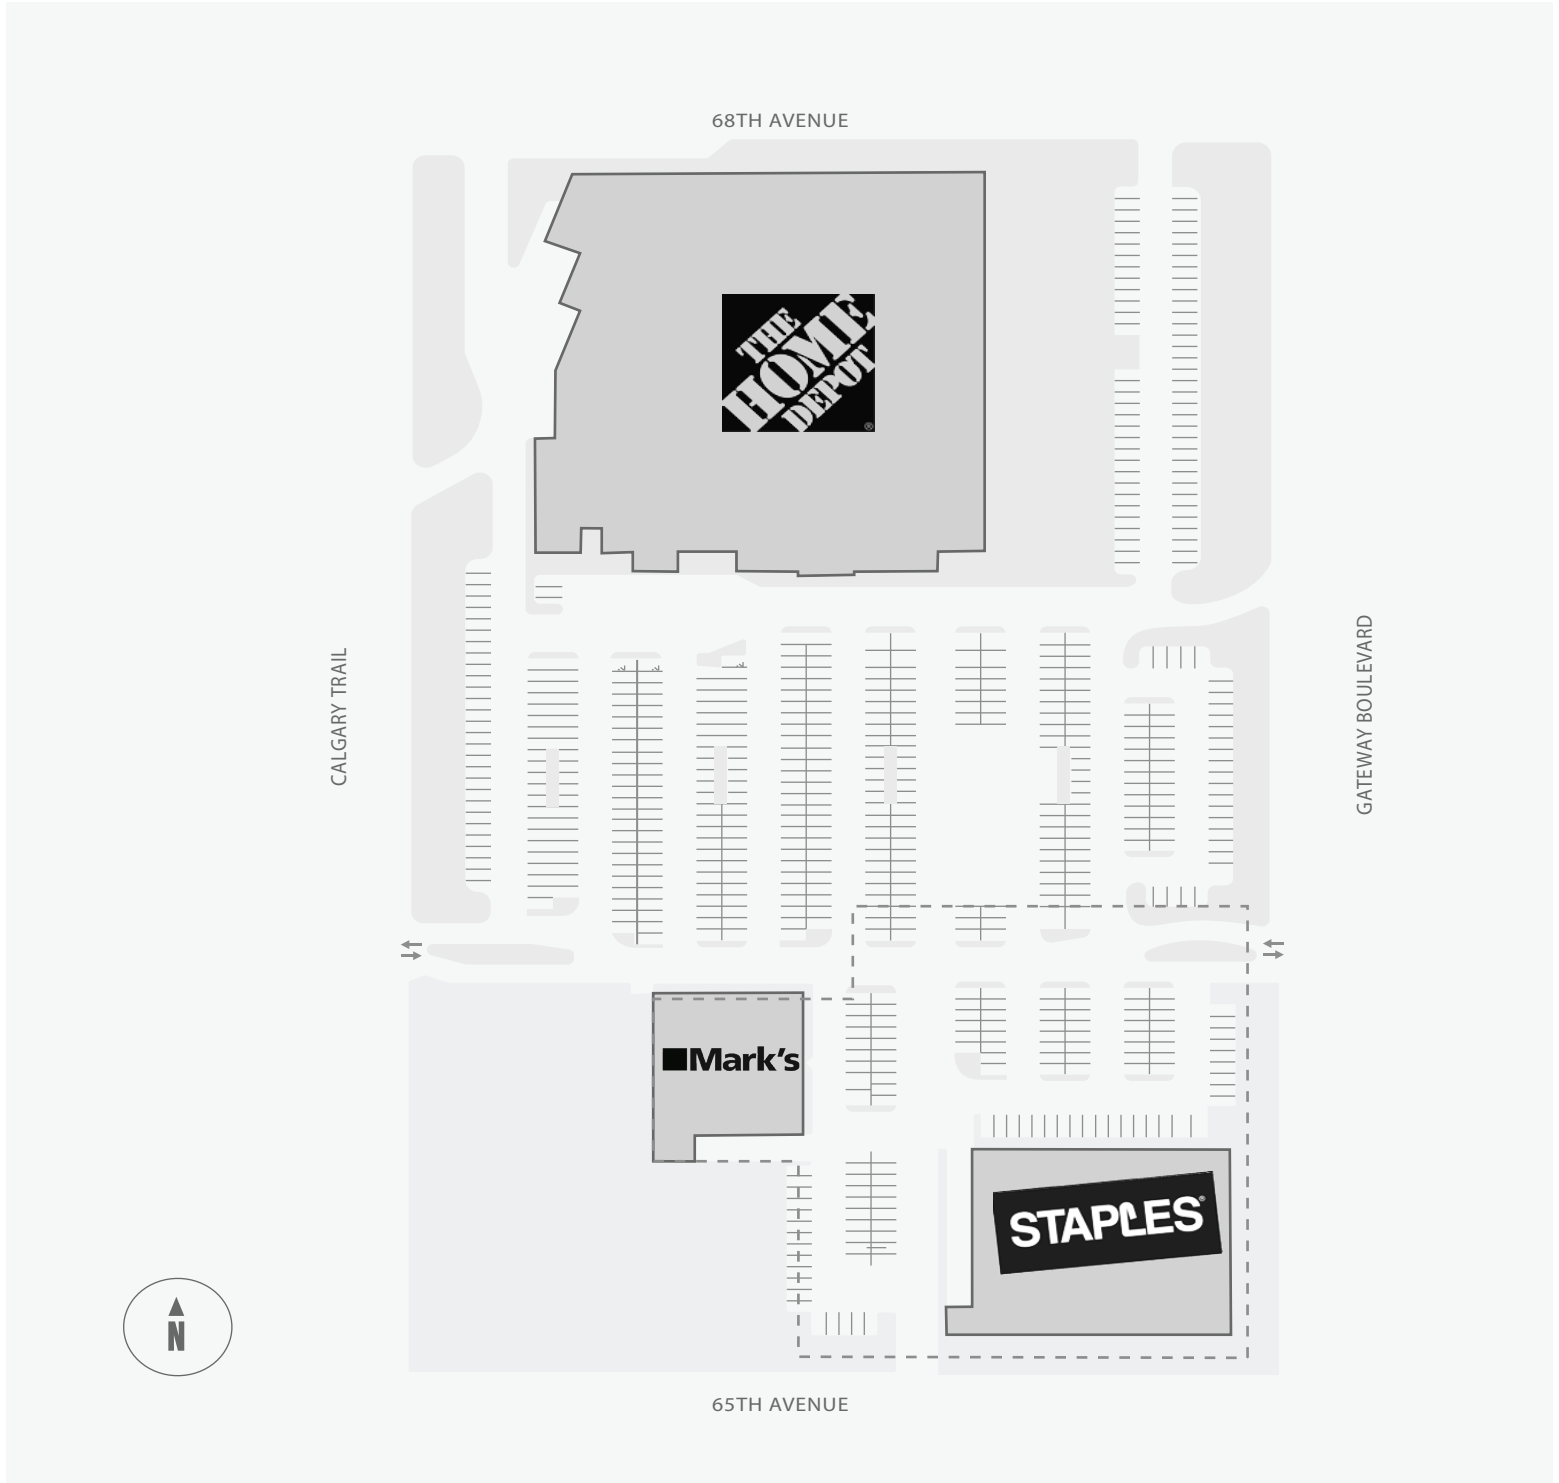 68TH AVENUE
THE
HOME
DEPOT
®
CALGARY TRAIL
GATEWAY BOULEVARD
Mark's
STAPLES®
N
65TH AVENUE